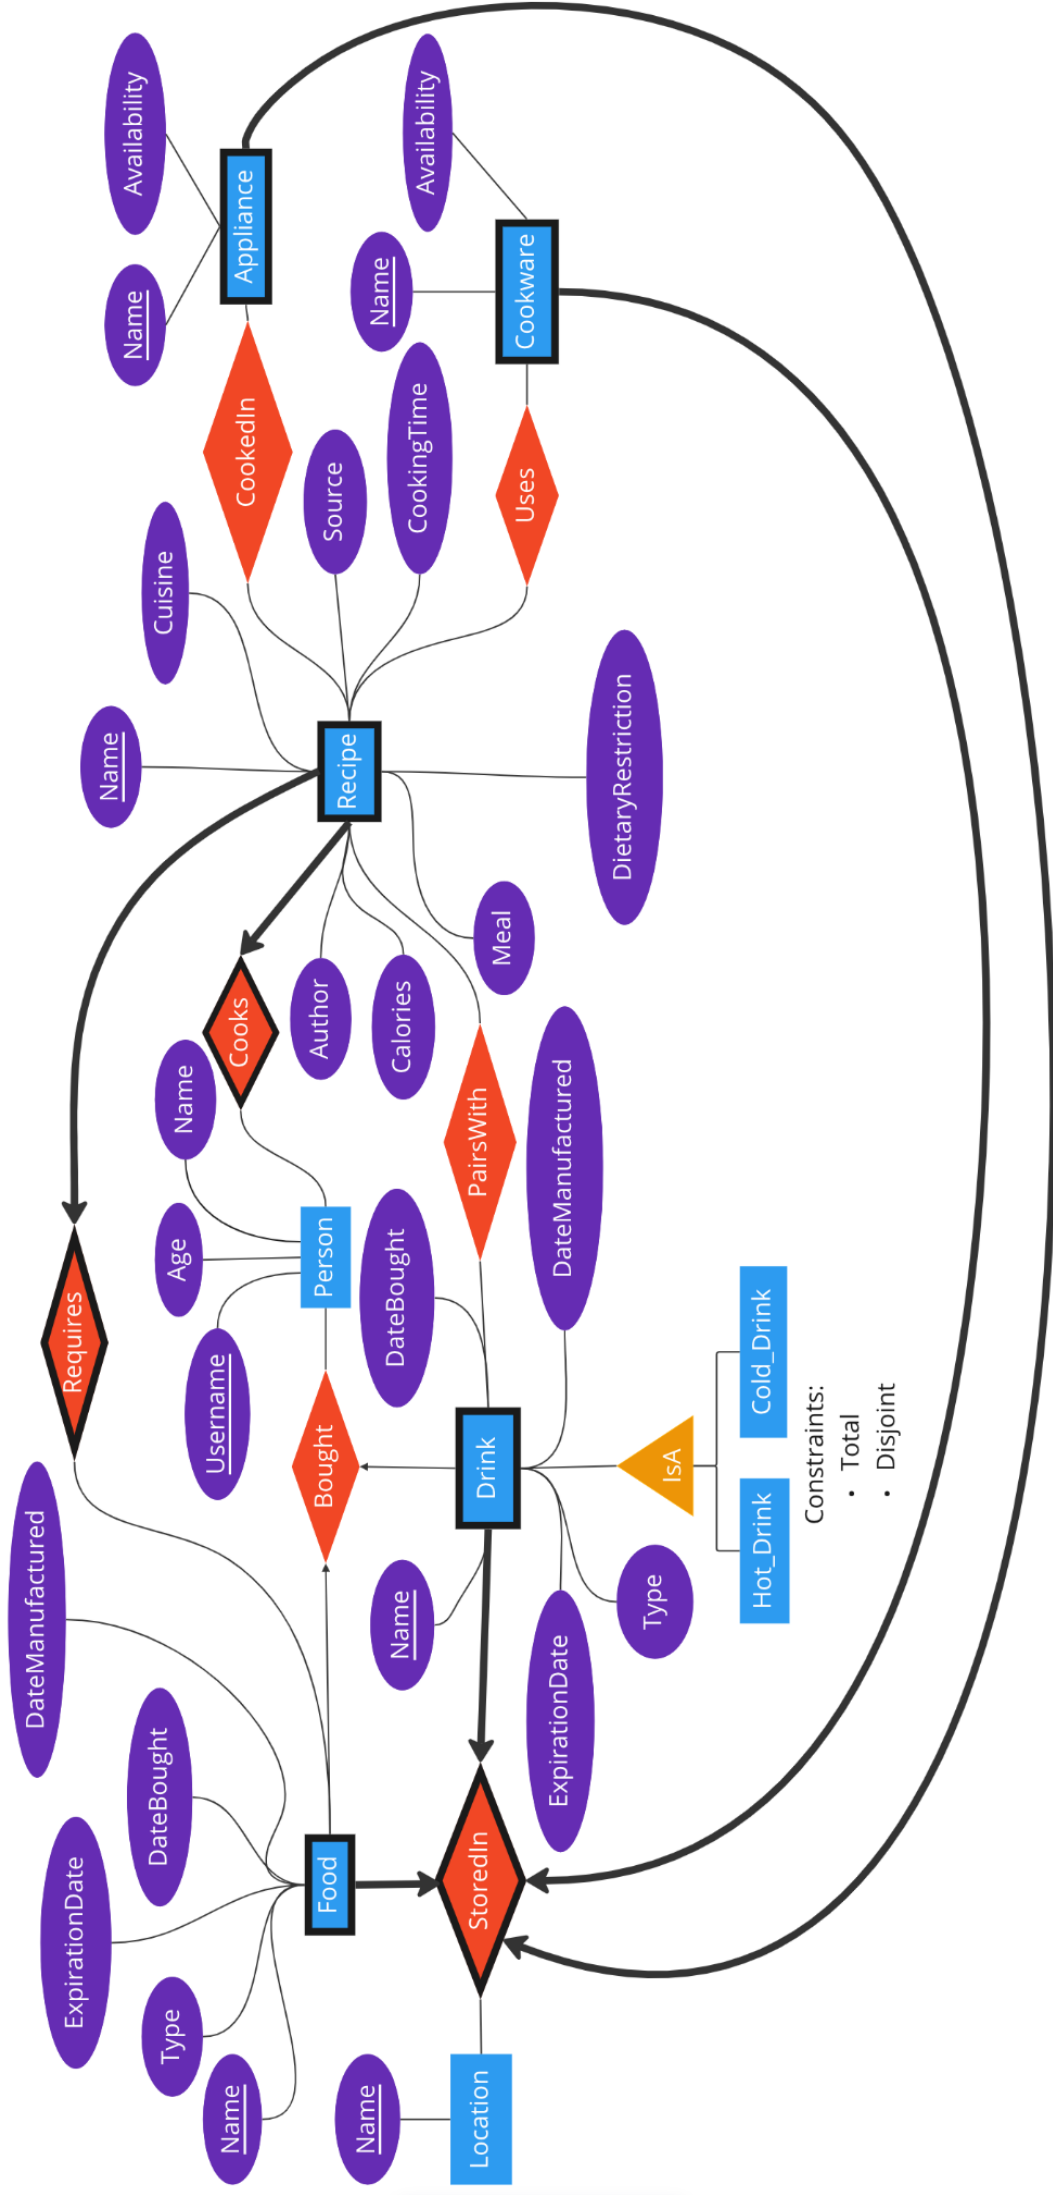 DateManufactured
ExpirationDate
DateBought
Type
Name
Food
Name
Location
StoredIn
Requires
Age
Name
Username
Person
Bought
Cooks
Author
Calories
Meal
PairsWith
DateBought
DateManufactured
Drink
Name
ExpirationDate
Type
IsA
Hot_Drink
Cold_Drink
Constraints:
• Total
• Disjoint
Name
Cuisine
Recipe
DietaryRestriction
Source
CookingTime
CookedIn
Uses
Name
Availability
Appliance
Name
Availability
Cookware